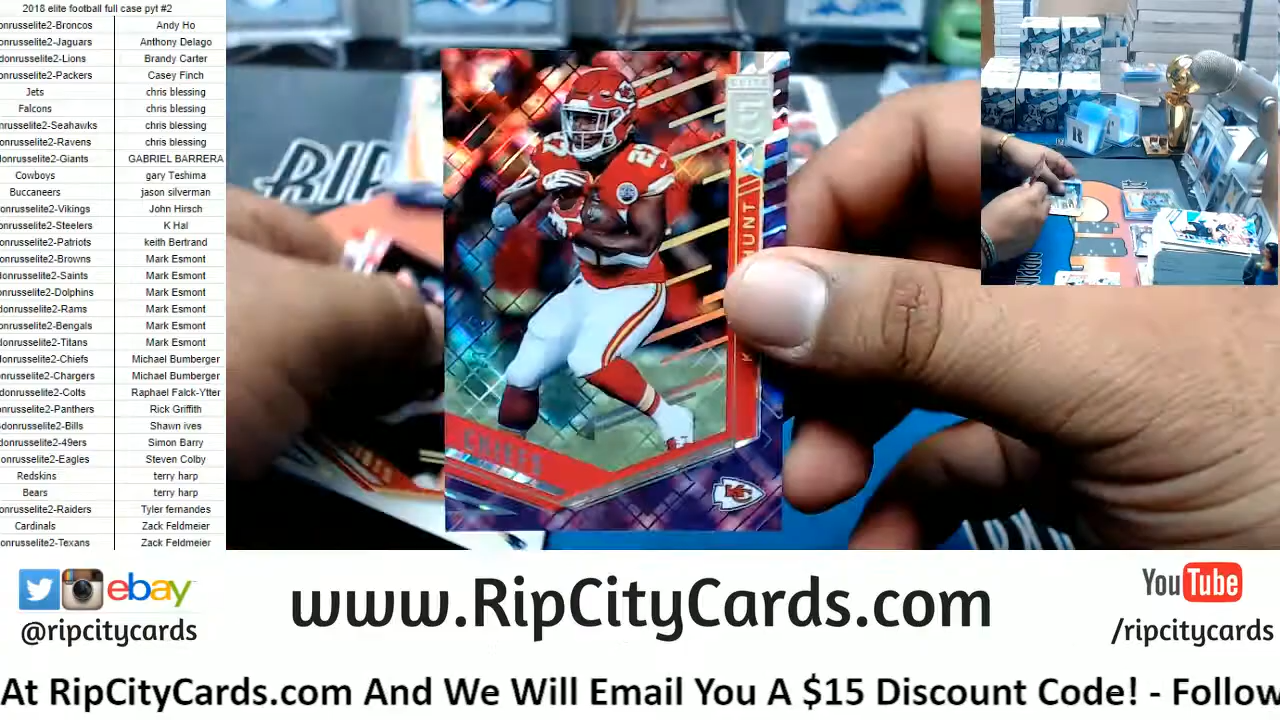 2018 elite football full case pyt #2
onrusselite2-Broncos Andy Ho
onrusselite2-Jaguars Anthony Delago
donrusselite2-Lions Brandy Carter
onrusselite2-Packers Casey Finch
Jets chris blessing
Falcons chris blessing
nrusselite2-Seahawks chris blessing
nrusselite2-Ravens chris blessing
lonrusselite2-Giants GABRIEL BARRERA
Cowboys gary Teshima
Buccaneers jason silverman
onrusselite2-Vikings John Hirsch
onrusselite2-Steelers K Hal
onrusselite2-Patriots keith Bertrand
onrusselite2-Browns Mark Esmont
donrusselite2-Saints Mark Esmont
onrusselite2-Dolphins Mark Esmont
donrusselite2-Rams Mark Esmont
onrusselite2-Bengals Mark Esmont
donrusselite2-Titans Mark Esmont
donrusselite2-Chiefs Michael Bumberger
onrusselite2-Chargers Michael Bumberger
donrusselite2-Colts Raphael Falck-Ytter
onrusselite2-Panthers Rick Griffith
donrusselite2-Bills Shawn ives
donrusselite2-49ers Simon Barry
onrusselite2-Eagles Steven Colby
Redskins terry harp
Bears terry harp
onrusselite2-Raiders Tyler fernandes
Cardinals Zack Feldmeier
onrusselite2-Texans Zack Feldmeier
RIP
ELITE
HUNT
27
CHIEFS
KC
ebay
@ripcitycards
www.RipCityCards.com
YouTube
/ripcitycards
At RipCityCards.com And We Will Email You A $15 Discount Code! - Follow